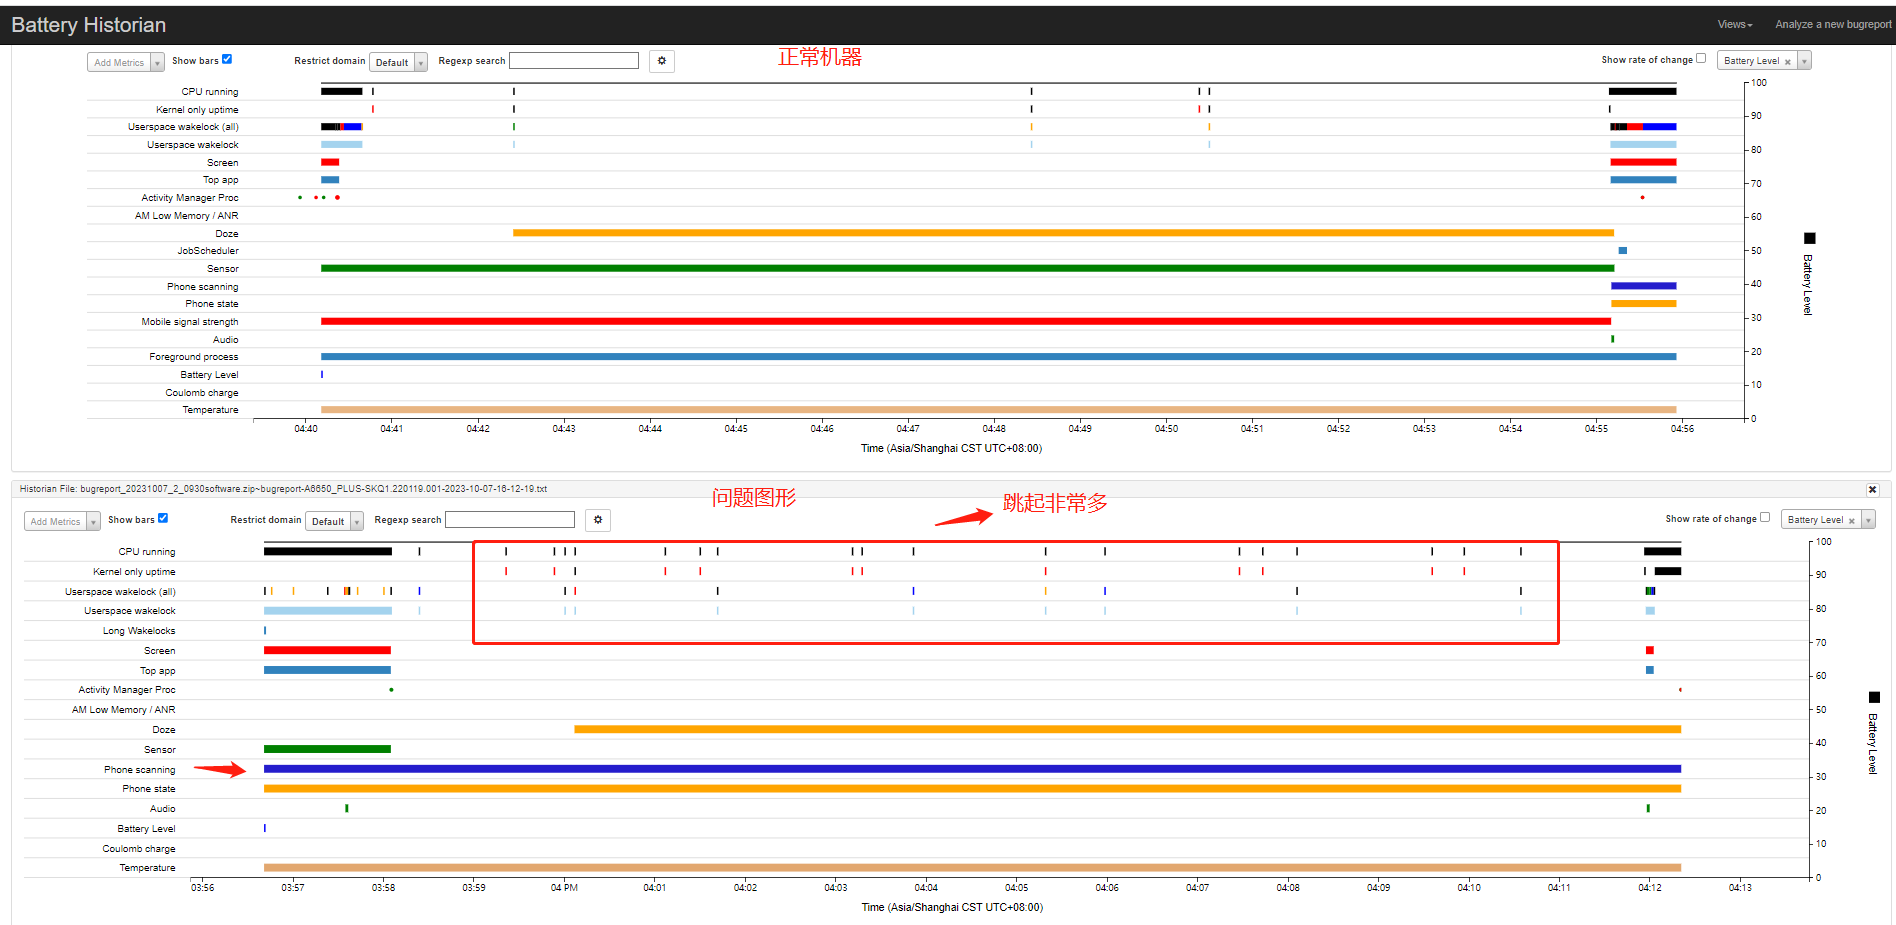 Battery Historian
Views
Analyze a new bugreport
Add Metrics
Show bars
Restrict domain
Default
Regexp search
正常机器
Show rate of change
Battery Level ×
CPU running
Kernel only uptime
Userspace wakelock (all)
Userspace wakelock
Screen
Top app
Activity Manager Proc
AM Low Memory / ANR
Doze
JobScheduler
Sensor
Phone scanning
Phone state
Mobile signal strength
Audio
Foreground process
Battery Level
Coulomb charge
Temperature
100
90
80
70
60
50
40
30
20
10
0
Battery Level
04:40 04:41 04:42 04:43 04:44 04:45 04:46 04:47 04:48 04:49 04:50 04:51 04:52 04:53 04:54 04:55 04:56
Time (Asia/Shanghai CST UTC+08:00)
Historian File: bugreport_20231007_2_0930software.zip~bugreport-A6650_PLUS-SKQ1.220119.001-2023-10-07-16-12-19.txt
问题图形
跳起非常多
Add Metrics
Show bars
Restrict domain
Default
Regexp search
Show rate of change
Battery Level ×
CPU running
Kernel only uptime
Userspace wakelock (all)
Userspace wakelock
Long Wakelocks
Screen
Top app
Activity Manager Proc
AM Low Memory / ANR
Doze
Sensor
Phone scanning
Phone state
Audio
Battery Level
Coulomb charge
Temperature
100
90
80
70
60
50
40
30
20
10
0
Battery Level
03:56 03:57 03:58 03:59 04 PM 04:01 04:02 04:03 04:04 04:05 04:06 04:07 04:08 04:09 04:10 04:11 04:12 04:13
Time (Asia/Shanghai CST UTC+08:00)